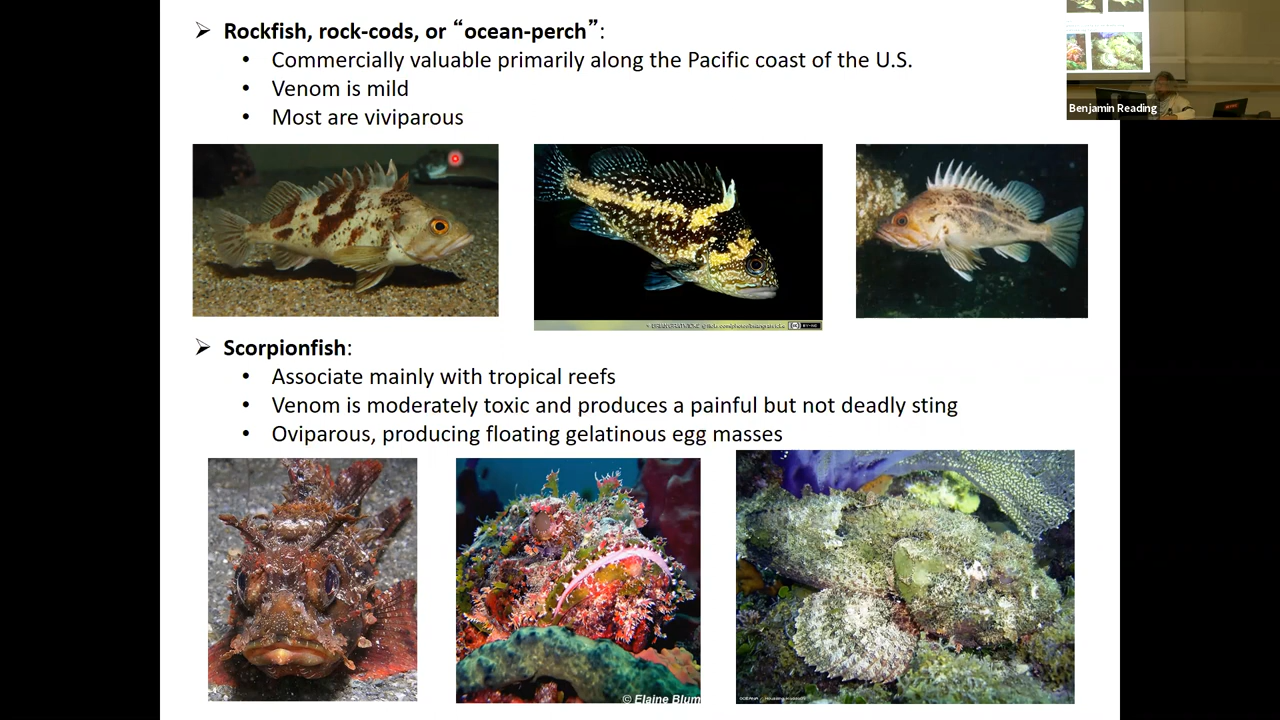 Rockfish, rock-cods, or “ocean-perch”:
Commercially valuable primarily along the Pacific coast of the U.S.
Venom is mild
Most are viviparous
Benjamin Reading
Scorpionfish:
Associate mainly with tropical reefs
Venom is moderately toxic and produces a painful but not deadly sting
Oviparous, producing floating gelatinous egg masses
© Elaine Blum